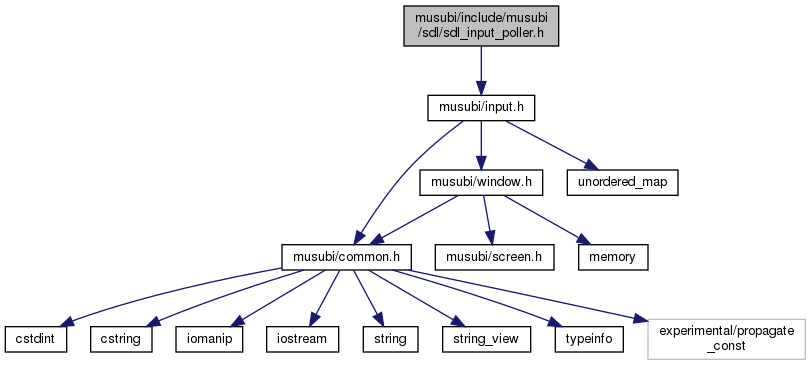 musubi/include/musubi
/sdl/sdl_input_poller.h
musubi/input.h
musubi/window.h
unordered_map
musubi/common.h
musubi/screen.h
memory
cstdint
cstring
iomanip
iostream
string
string_view
typeinfo
experimental/propagate
_const